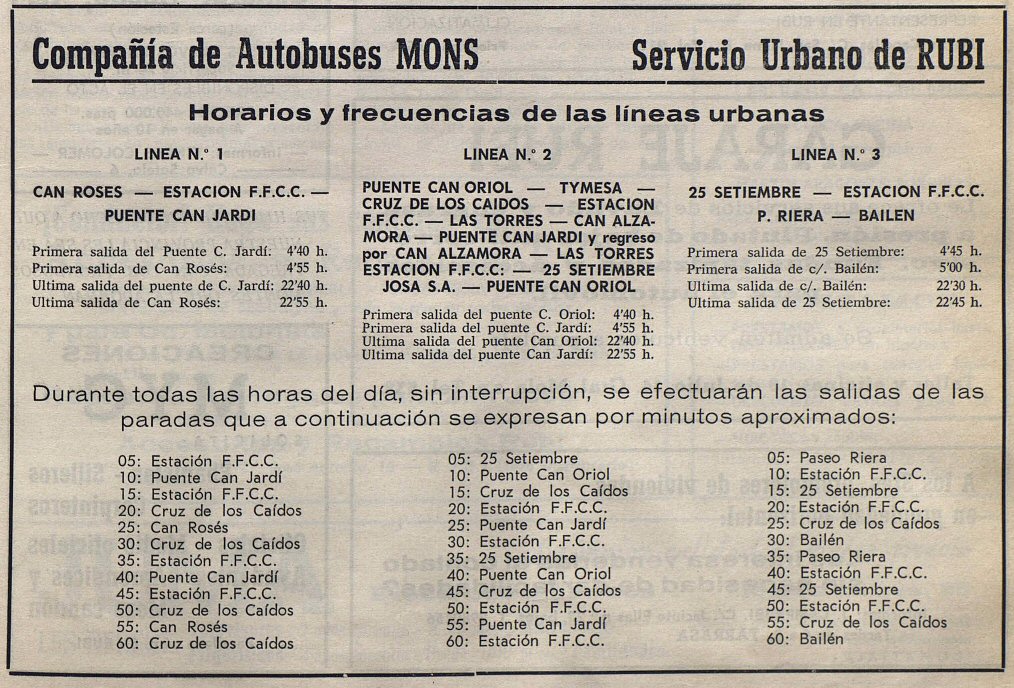 Compañía de Autobuses MONS Servicio Urbano de RUBI
Horarios y frecuencias de las líneas urbanas
LINEA N.º 1
CAN ROSES — ESTACION F.F.C.C. —
PUENTE CAN JARDI
Primera salida del Puente C. Jardí: 4'40 h.
Primera salida de Can Rosés: 4'55 h.
Ultima salida del puente de C. Jardí: 22'40 h.
Ultima salida de Can Rosés: 22'55 h.
LINEA N.º 2
PUENTE CAN ORIOL — TYMESA —
CRUZ DE LOS CAIDOS — ESTACION
F.F.C.C. — LAS TORRES — CAN ALZA-
MORA — PUENTE CAN JARDI y regreso
por CAN ALZAMORA — LAS TORRES
ESTACION F.F.C.C: — 25 SETIEMBRE
JOSA S.A. — PUENTE CAN ORIOL
Primera salida del puente C. Oriol: 4'40 h.
Primera salida del puente C. Jardí: 4'55 h.
Ultima salida del puente Can Oriol: 22'40 h.
Ultima salida del puente Can Jardí: 22'55 h.
LINEA N.º 3
25 SETIEMBRE — ESTACION F.F.C.C.
P. RIERA — BAILEN
Primera salida de 25 Setiembre: 4'45 h.
Primera salida de c/. Bailén: 5'00 h.
Ultima salida de c/. Bailén: 22'30 h.
Ultima salida de 25 Setiembre: 22'45 h.
Durante todas las horas del día, sin interrupción, se efectuarán las salidas de las
paradas que a continuación se expresan por minutos aproximados:
05: Estación F.F.C.C.
10: Puente Can Jardí
15: Estación F.F.C.C.
20: Cruz de los Caídos
25: Can Rosés
30: Cruz de los Caídos
35: Estación F.F.C.C.
40: Puente Can Jardí
45: Estación F.F.C.C.
50: Cruz de los Caídos
55: Can Rosés
60: Cruz de los Caídos
05: 25 Setiembre
10: Puente Can Oriol
15: Cruz de los Caídos
20: Estación F.F.C.C.
25: Puente Can Jardí
30: Estación F.F.C.C.
35: 25 Setiembre
40: Puente Can Oriol
45: Cruz de los Caídos
50: Estación F.F.C.C.
55: Puente Can Jardí
60: Estación F.F.C.C.
05: Paseo Riera
10: Estación F.F.C.C.
15: 25 Setiembre
20: Estación F.F.C.C.
25: Cruz de los Caídos
30: Bailén
35: Paseo Riera
40: Estación F.F.C.C.
45: 25 Setiembre
50: Estación F.F.C.C.
55: Cruz de los Caídos
60: Bailén